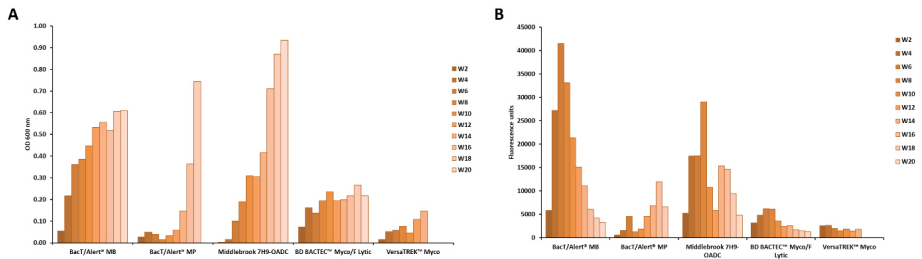 A
1.00
0.90
0.80
0.70
0.60
0.50
0.40
0.30
0.20
0.10
0.00
OD 600 nm
BacT/Alert® MB
BacT/Alert® MP
Middlebrook 7H9-OADC
BD BACTEC™ Myco/F Lytic
VersaTREK™ Myco
W2
W4
W6
W8
W10
W12
W14
W16
W18
W20
B
45000
40000
35000
30000
25000
20000
15000
10000
5000
0
Fluorescence units
BacT/Alert® MB
BacT/Alert® MP
Middlebrook 7H9-
OADC
BD BACTEC™ Myco/F
Lytic
VersaTREK™ Myco
W2
W4
W6
W8
W10
W12
W14
W16
W18
W20